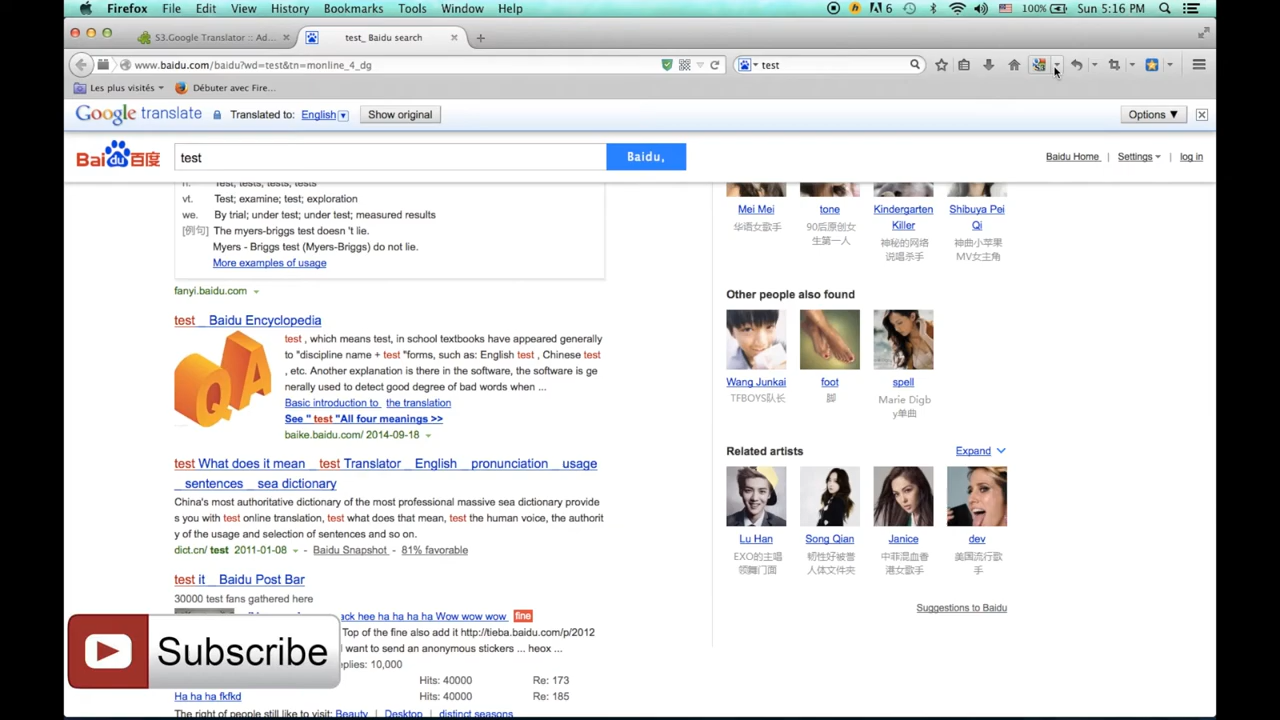 Firefox File Edit View History Bookmarks Tools Window Help
6 100% Sun 5:16 PM
S3.Google Translator :: Ad...
test_ Baidu search
www.baidu.com/baidu?wd=test&tn=monline_4_dg
test
Les plus visités
Débuter avec Fire...
Google translate Translated to: English Show original Options ▼
Bai du 百度 test Baidu, Baidu Home | Settings | log in
n. Test; tests; tests; tests
vt. Test; examine; test; exploration
we. By trial; under test; under test; measured results
[例句] The myers-briggs test doesn 't lie.
Myers - Briggs test (Myers-Briggs) do not lie.
More examples of usage
fanyi.baidu.com
test _ Baidu Encyclopedia
QA
test , which means test, in school textbooks have appeared generally
to "discipline name + test "forms, such as: English test , Chinese test
, etc. Another explanation is there in the software, the software is ge
nerally used to detect good degree of bad words when ...
Basic introduction to the translation
See " test "All four meanings >>
baike.baidu.com/ 2014-09-18
test What does it mean _ test Translator _ English _ pronunciation _ usage
_ sentences _ sea dictionary
China's most authoritative dictionary of the most professional massive sea dictionary provide
s you with test online translation, test what does that mean, test the human voice, the authorit
y of the usage and selection of sentences and so on.
dict.cn/ test 2011-01-08 - Baidu Snapshot - 81% favorable
test it _ Baidu Post Bar
30000 test fans gathered here
ack hee ha ha ha ha Wow wow wow fine
Top of the fine also add it http://tieba.baidu.com/p/2012
want to send an anonymous stickers ... heox ...
plies: 10,000
Hits: 40000 Re: 173
Hits: 40000 Re: 185
Ha ha ha fkfkd
The right of people still to visit: Beauty | Desktop | distinct seasons
Subscribe
Mei Mei
华语女歌手
tone
90后原创女
生第一人
Kindergarten
Killer
神秘的网络
说唱杀手
Shibuya Pei
Qi
神曲小苹果
MV女主角
Other people also found
Wang Junkai
TFBOYS队长
foot
脚
spell
Marie Digb
y单曲
Related artists Expand
Lu Han
EXO的主唱
领舞门面
Song Qian
韧性好被誉
人体文件夹
Janice
中菲混血香
港女歌手
dev
美国流行歌
手
Suggestions to Baidu